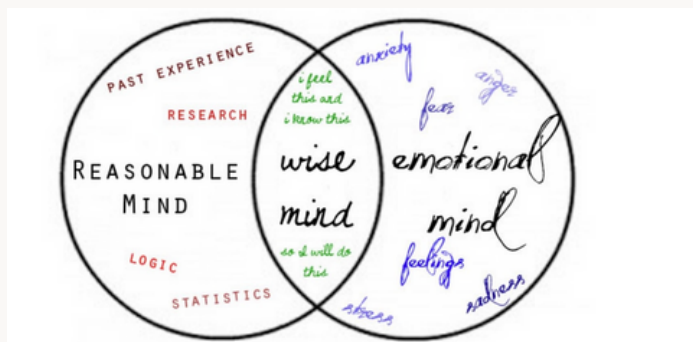 PAST EXPERIENCE
RESEARCH
REASONABLE
MIND
LOGIC
STATISTICS
i feel
this and
i know this
wise
mind
so I will do
this
anxiety
anger
fear
emotional
mind
feelings
sadness
stress